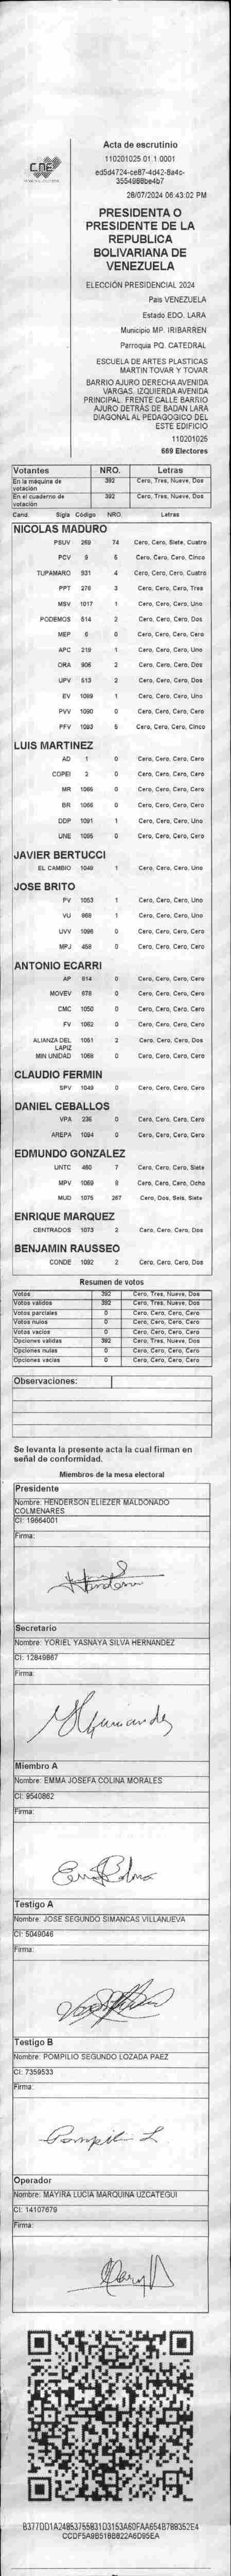 CNE
Acta de escrutinio
110201025 01.1.0001
ed5d4724-ce87-4d42-8a4c-
3554988be4b7
28/07/2024 06:43:02 PM
PRESIDENTA O
PRESIDENTE DE LA
REPUBLICA
BOLIVARIANA DE
VENEZUELA
ELECCIÓN PRESIDENCIAL 2024
País VENEZUELA
Estado EDO. LARA
Municipio MP. IRIBARREN
Parroquia PQ. CATEDRAL
ESCUELA DE ARTES PLASTICAS
MARTIN TOVAR Y TOVAR
BARRIO AJURO DERECHA AVENIDA
VARGAS. IZQUIERDA AVENIDA
PRINCIPAL. FRENTE CALLE BARRIO
AJURO DETRÁS DE BADAN LARA
DIAGONAL AL PEDAGOGICO DEL
ESTE EDIFICIO
110201025
669 Electores
Votantes NRO. Letras
En la máquina de votación 392 Cero, Tres, Nueve, Dos
En el cuaderno de votación 392 Cero, Tres, Nueve, Dos
Cand. Sigla Código NRO. Letras
NICOLAS MADURO
PSUV 269 74 Cero, Cero, Siete, Cuatro
PCV 9 5 Cero, Cero, Cero, Cinco
TUPAMARO 931 4 Cero, Cero, Cero, Cuatro
PPT 276 3 Cero, Cero, Cero, Tres
MSV 1017 1 Cero, Cero, Cero, Uno
PODEMOS 514 2 Cero, Cero, Cero, Dos
MEP 6 0 Cero, Cero, Cero, Cero
APC 219 1 Cero, Cero, Cero, Uno
ORA 906 2 Cero, Cero, Cero, Dos
UPV 513 2 Cero, Cero, Cero, Dos
EV 1089 1 Cero, Cero, Cero, Uno
PVV 1090 0 Cero, Cero, Cero, Cero
PFV 1093 5 Cero, Cero, Cero, Cinco
LUIS MARTINEZ
AD 1 0 Cero, Cero, Cero, Cero
COPEI 2 0 Cero, Cero, Cero, Cero
MR 1065 0 Cero, Cero, Cero, Cero
BR 1066 0 Cero, Cero, Cero, Cero
DDP 1091 1 Cero, Cero, Cero, Uno
UNE 1095 0 Cero, Cero, Cero, Cero
JAVIER BERTUCCI
EL CAMBIO 1048 1 Cero, Cero, Cero, Uno
JOSE BRITO
PV 1053 1 Cero, Cero, Cero, Uno
VU 968 1 Cero, Cero, Cero, Uno
UVV 1096 0 Cero, Cero, Cero, Cero
MPJ 458 0 Cero, Cero, Cero, Cero
ANTONIO ECARRI
AP 914 0 Cero, Cero, Cero, Cero
MOVEV 978 0 Cero, Cero, Cero, Cero
CMC 1050 0 Cero, Cero, Cero, Cero
FV 1062 0 Cero, Cero, Cero, Cero
ALIANZA DEL LAPIZ 1051 2 Cero, Cero, Cero, Dos
MIN UNIDAD 1068 0 Cero, Cero, Cero, Cero
CLAUDIO FERMIN
SPV 1049 0 Cero, Cero, Cero, Cero
DANIEL CEBALLOS
VPA 236 0 Cero, Cero, Cero, Cero
AREPA 1094 0 Cero, Cero, Cero, Cero
EDMUNDO GONZALEZ
UNTC 460 7 Cero, Cero, Cero, Siete
MPV 1069 8 Cero, Cero, Cero, Ocho
MUD 1075 267 Cero, Dos, Seis, Siete
ENRIQUE MARQUEZ
CENTRADOS 1073 2 Cero, Cero, Cero, Dos
BENJAMIN RAUSSEO
CONDE 1092 2 Cero, Cero, Cero, Dos
Resumen de votos
Votos 392 Cero, Tres, Nueve, Dos
Votos válidos 392 Cero, Tres, Nueve, Dos
Votos parciales 0 Cero, Cero, Cero, Cero
Votos nulos 0 Cero, Cero, Cero, Cero
Votos vacíos 0 Cero, Cero, Cero, Cero
Opciones validas 392 Cero, Tres, Nueve, Dos
Opciones nulas 0 Cero, Cero, Cero, Cero
Opciones vacías 0 Cero, Cero, Cero, Cero
Observaciones:
Se levanta la presente acta la cual firman en
señal de conformidad.
Miembros de la mesa electoral
Presidente
Nombre: HENDERSON ELIEZER MALDONADO
COLMENARES
CI: 19664001
Firma:
Secretario
Nombre: YORIEL YASNAYA SILVA HERNANDEZ
CI: 12849867
Firma:
Miembro A
Nombre: EMMA JOSEFA COLINA MORALES
CI: 9540862
Firma:
Testigo A
Nombre: JOSE SEGUNDO SIMANCAS VILLANUEVA
CI: 5049046
Firma:
Testigo B
Nombre: POMPILIO SEGUNDO LOZADA PAEZ
CI: 7359533
Firma:
Pompilio L
Operador
Nombre: MAYIRA LUCIA MARQUINA UZCATEGUI
CI: 14107679
Firma:
B377DD1A24853755B31D3153A60FAA654B789352E4
CCDF5A9B516B822A6D95EA